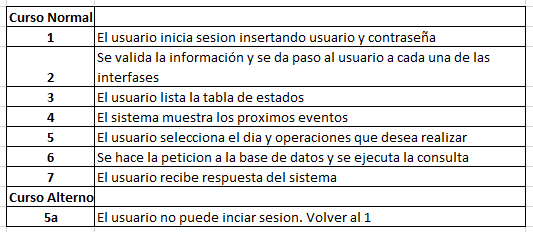 Curso Normal
1 El usuario inicia sesion insertando usuario y contraseña
Se valida la información y se da paso al usuario a cada una de las
2 interfases
3 El usuario lista la tabla de estados
4 El sistema muestra los proximos eventos
5 El usuario selecciona el dia y operaciones que desea realizar
6 Se hace la peticion a la base de datos y se ejecuta la consulta
7 El usuario recibe respuesta del sistema
Curso Alterno
5a El usuario no puede inciar sesion. Volver al 1